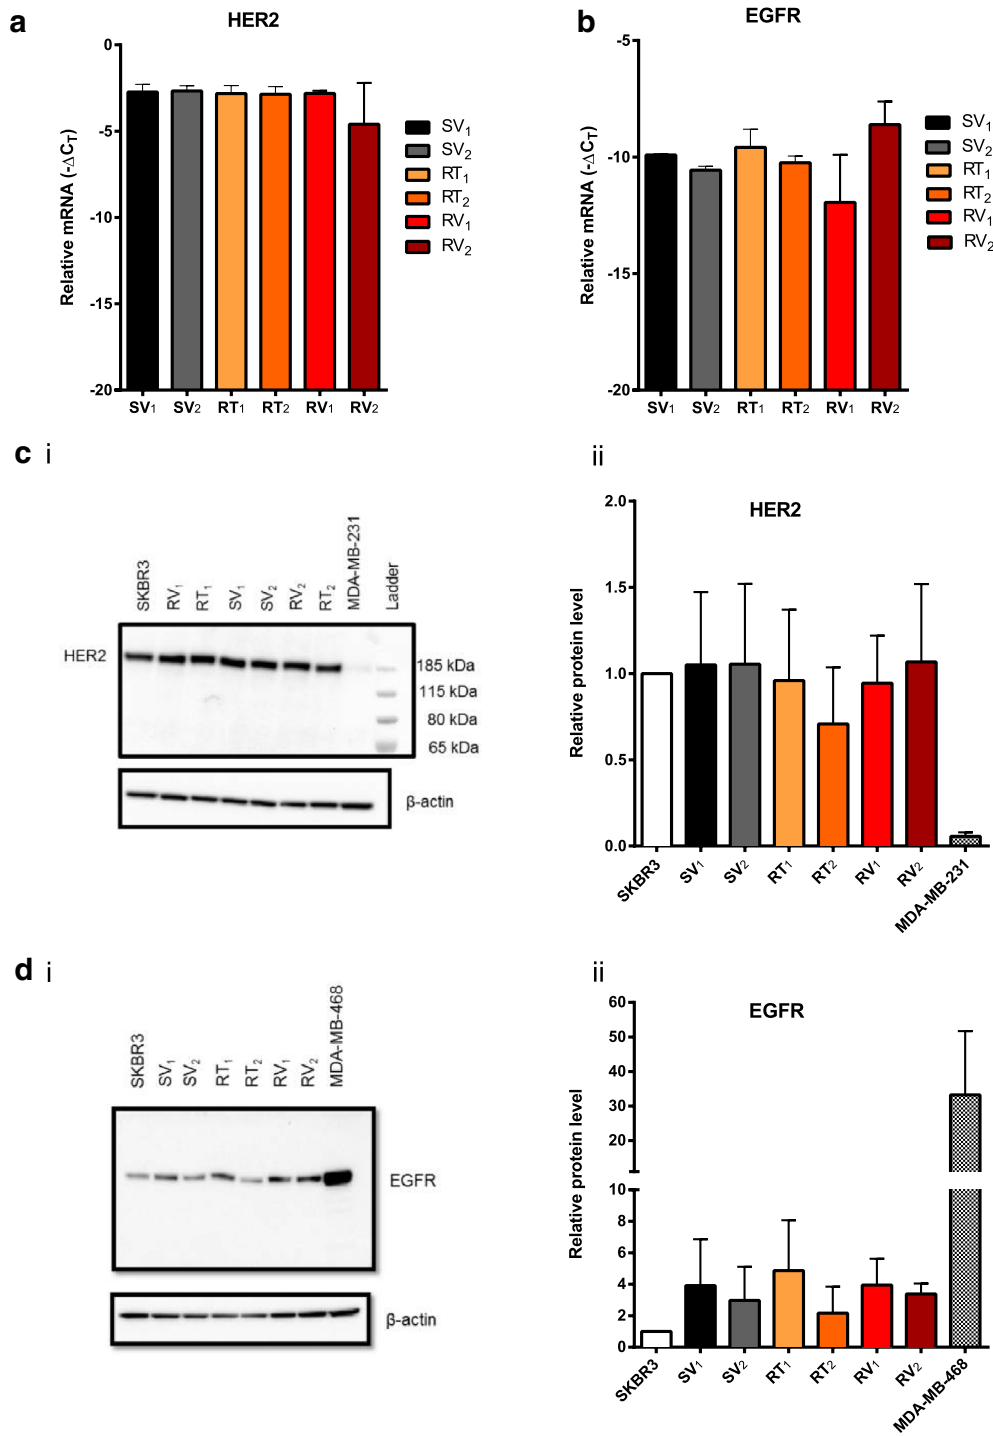 a
HER2
Relative mRNA (-ΔCT)
0
-5
-10
-15
-20
SV1
SV2
RT1
RT2
RV1
RV2
SV1 SV2 RT1 RT2 RV1 RV2
b
EGFR
Relative mRNA (-ΔCT)
-5
-10
-15
-20
SV1
SV2
RT1
RT2
RV1
RV2
SV1 SV2 RT1 RT2 RV1 RV2
c i
SKBR3 RV1 RT1 SV1 SV2 RV2 RT2 MDA-MB-231 Ladder
HER2
185 kDa
115 kDa
80 kDa
65 kDa
β-actin
ii
HER2
Relative protein level
2.0
1.5
1.0
0.5
0.0
SKBR3 SV1 SV2 RT1 RT2 RV1 RV2 MDA-MB-231
d i
SKBR3 SV1 SV2 RT1 RT2 RV1 RV2 MDA-MB-468
EGFR
β-actin
ii
EGFR
Relative protein level
60
50
40
30
20
10
8
6
4
2
0
SKBR3 SV1 SV2 RT1 RT2 RV1 RV2 MDA-MB-468